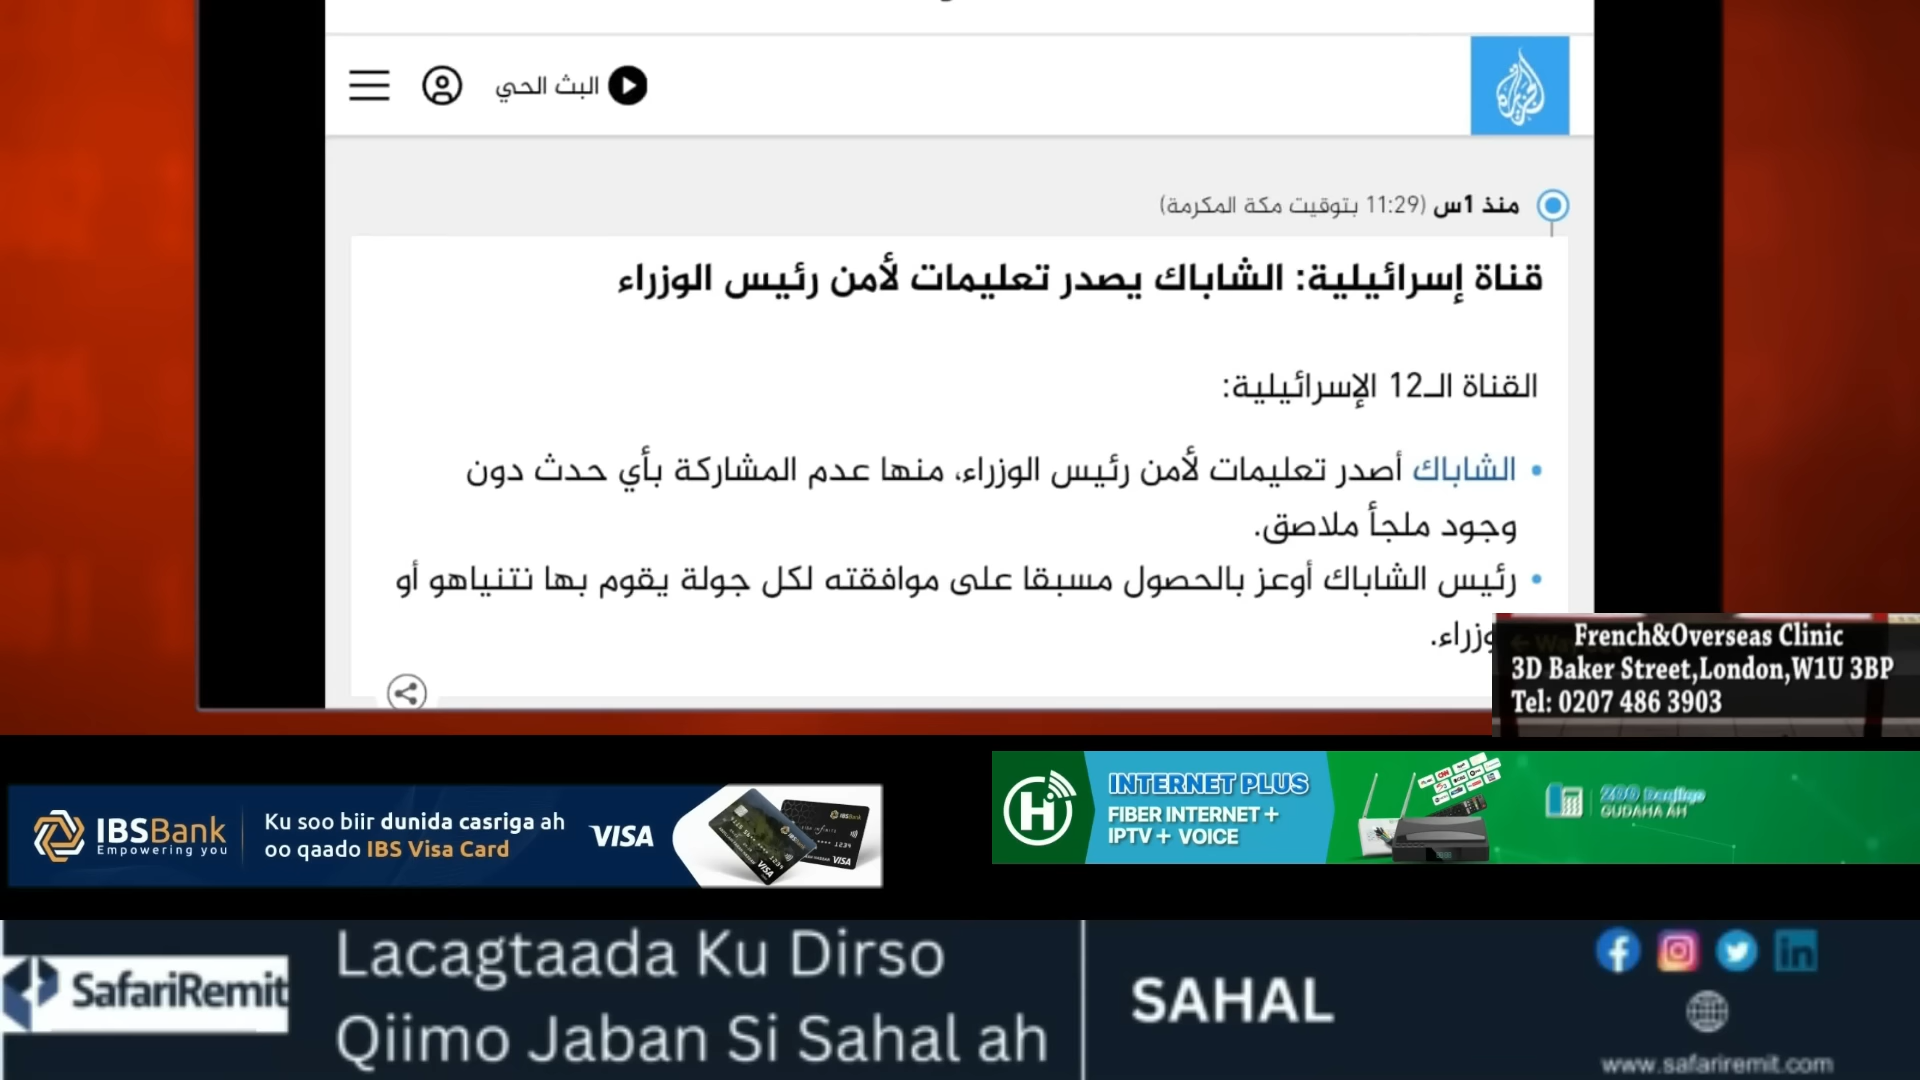 البث الحي
منذ 1س (11:29 بتوقيت مكة المكرمة)
قناة إسرائيلية: الشاباك يصدر تعليمات لأمن رئيس الوزراء
القناة الـ12 الإسرائيلية:
• الشاباك أصدر تعليمات لأمن رئيس الوزراء، منها عدم المشاركة بأي حدث دون
وجود ملجأ ملاصق.
• رئيس الشاباك أوعز بالحصول مسبقا على موافقته لكل جولة يقوم بها نتنياهو أو
French&Overseas Clinic
3D Baker Street,London,W1U 3BP
Tel: 0207 486 3903
IBSBank
Empowering you
Ku soo biir dunida casriga ah
oo qaado IBS Visa Card
VISA
INTERNET PLUS
FIBER INTERNET +
IPTV + VOICE
GUDAHA AH
SafariRemit
Lacagtaada Ku Dirso
Qiimo Jaban Si Sahal ah
SAHAL
www.safariremit.com